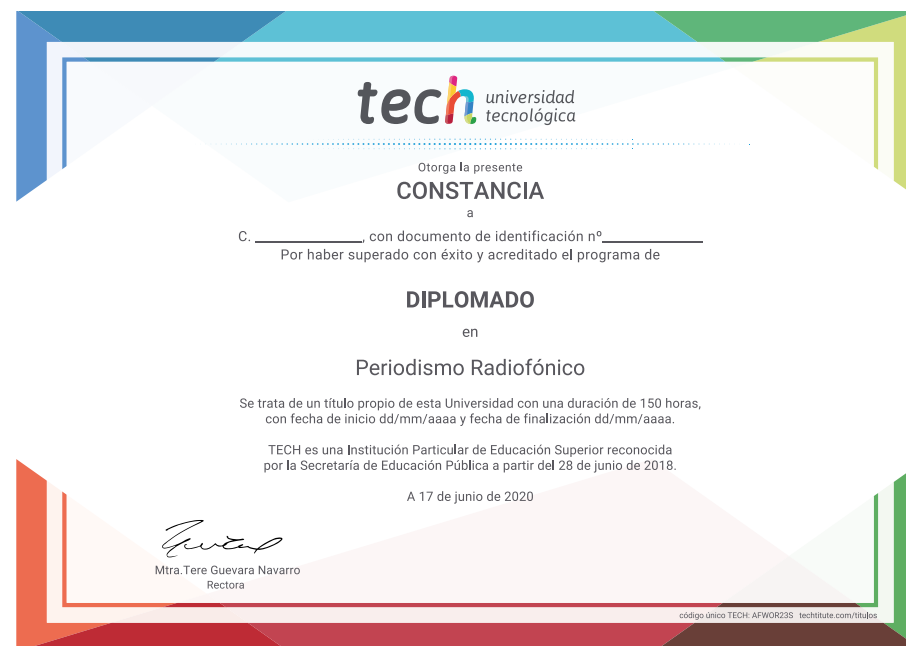 tech universidad
tecnológica
Otorga la presente
CONSTANCIA
a
C. ______________, con documento de identificación nº_____________
Por haber superado con éxito y acreditado el programa de
DIPLOMADO
en
Periodismo Radiofónico
Se trata de un título propio de esta Universidad con una duración de 150 horas,
con fecha de inicio dd/mm/aaaa y fecha de finalización dd/mm/aaaa.
TECH es una Institución Particular de Educación Superior reconocida
por la Secretaría de Educación Pública a partir del 28 de junio de 2018.
A 17 de junio de 2020
Mtra.Tere Guevara Navarro
Rectora
código único TECH: AFWOR23S techtitute.com/titulos